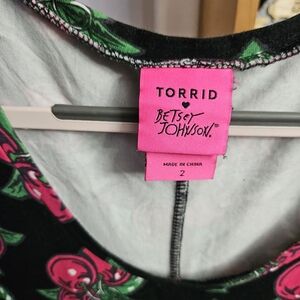 TORRID
BETSEY
JOHNSON.®
MADE IN CHINA
2